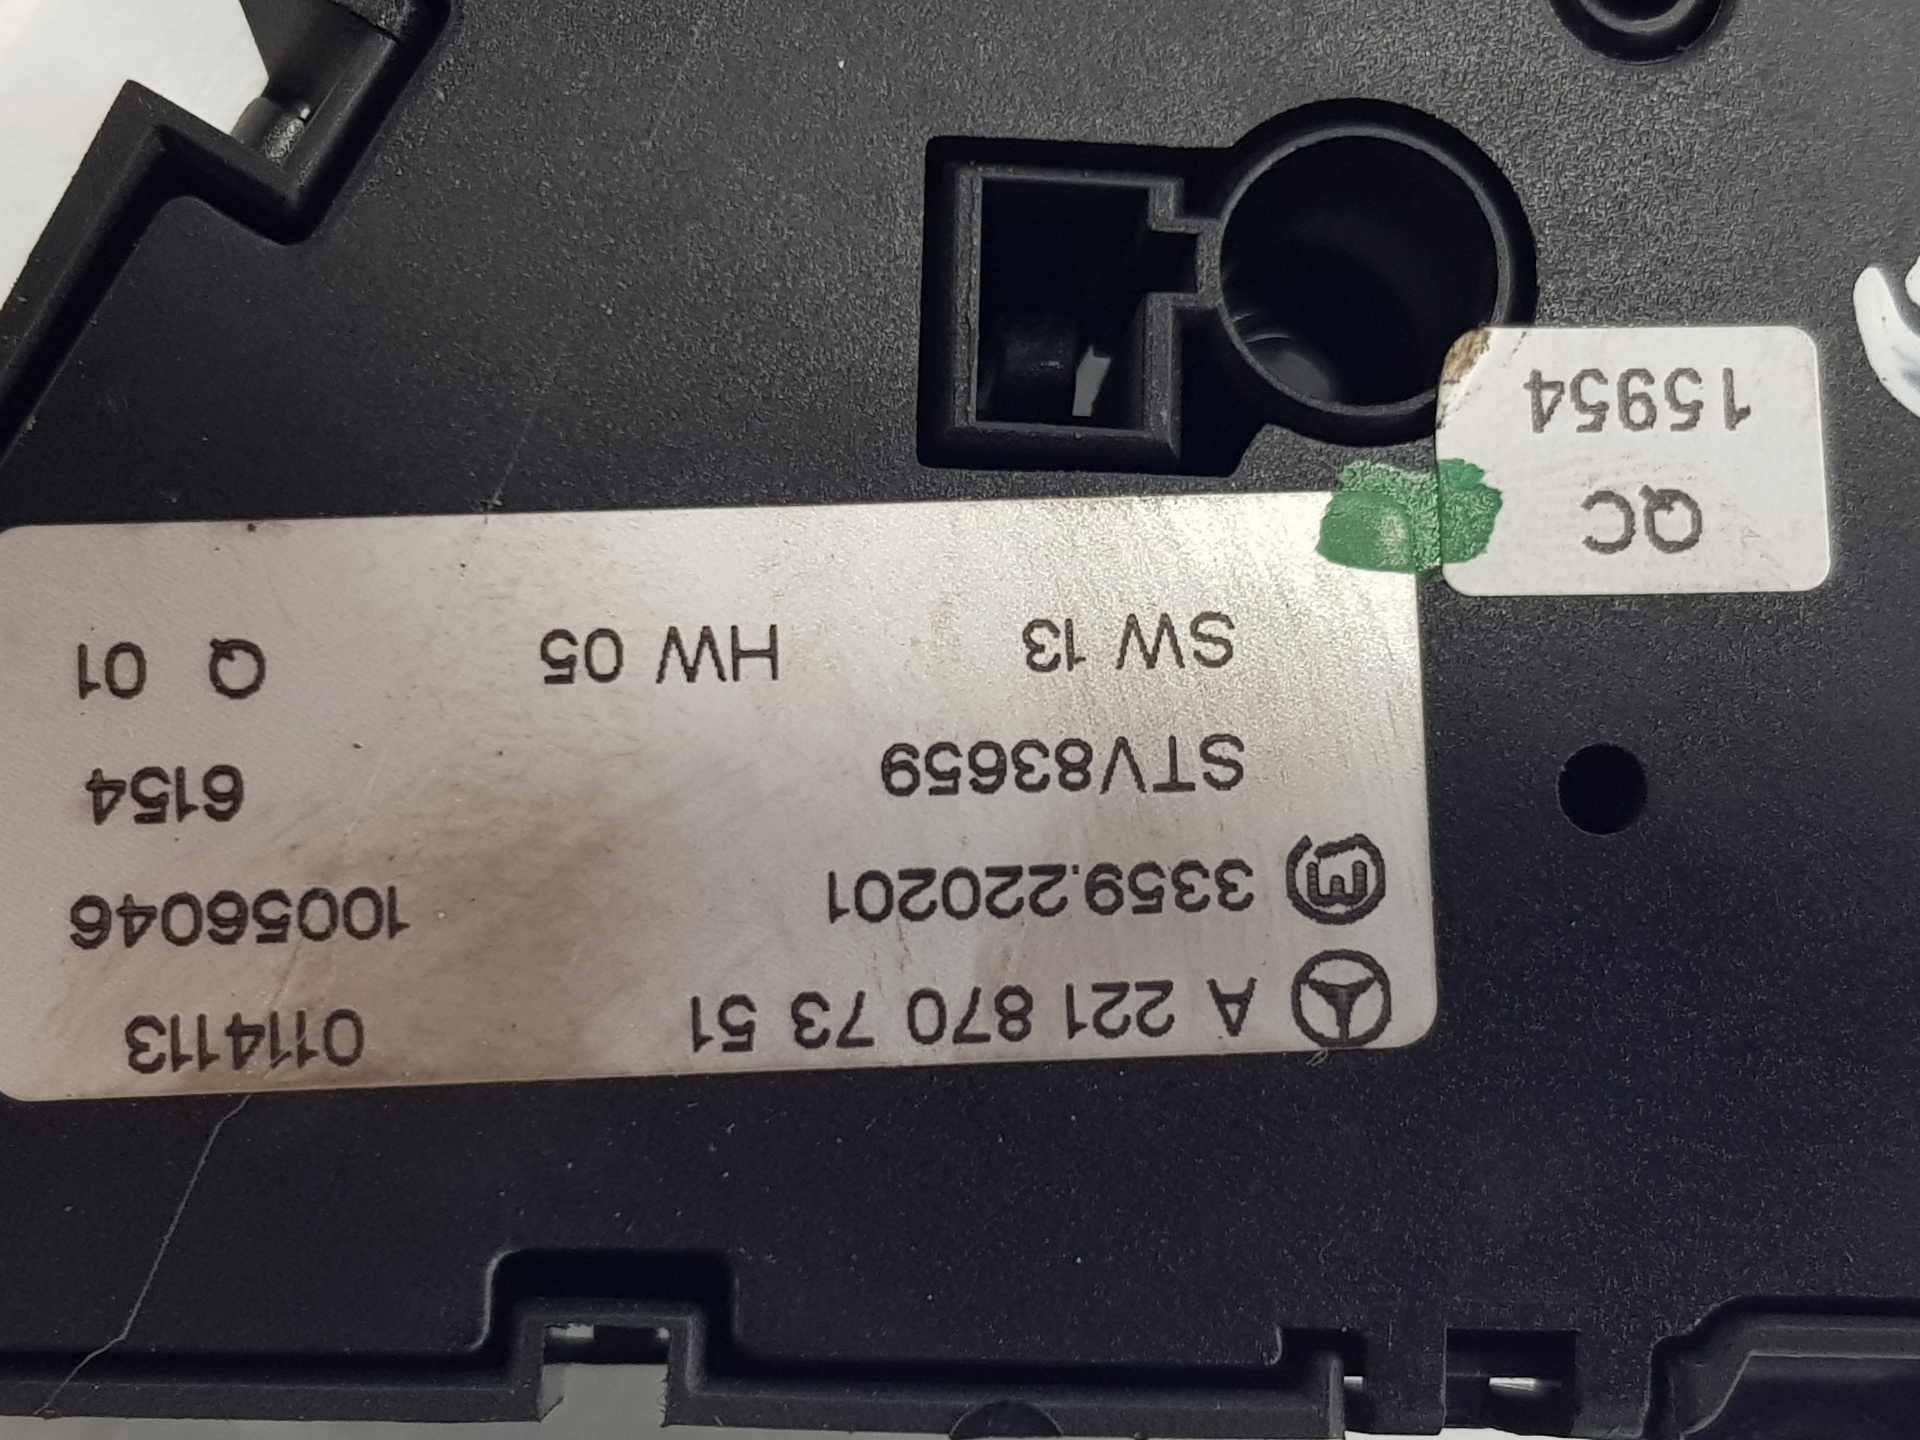 A 221 870 73 51 0114113
3359.220201 10056046
STV83659 6154
SW 13 HW 05 Q 01
QC
15954